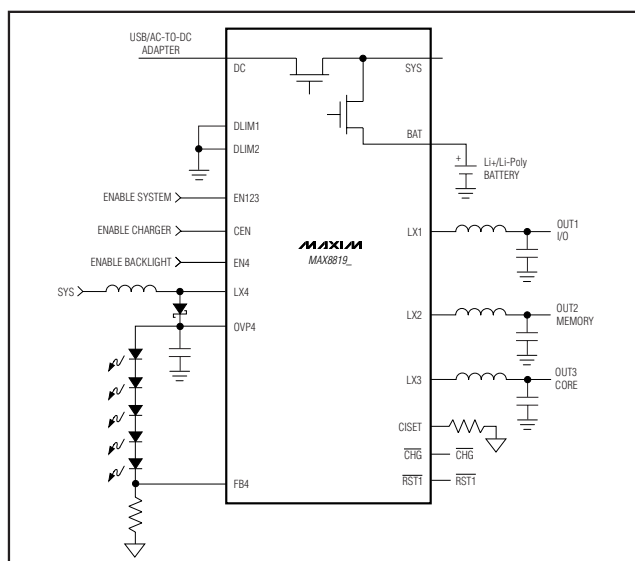 USB/AC-TO-DC
ADAPTER
DC
SYS
DLIM1
DLIM2
BAT
+
Li+/Li-Poly
BATTERY
ENABLE SYSTEM
EN123
ENABLE CHARGER
CEN
ENABLE BACKLIGHT
EN4
MAXIM
MAX8819_
LX1
OUT1
I/O
SYS
LX4
OVP4
LX2
OUT2
MEMORY
LX3
OUT3
CORE
CISET
CHG
CHG
RST1
RST1
FB4